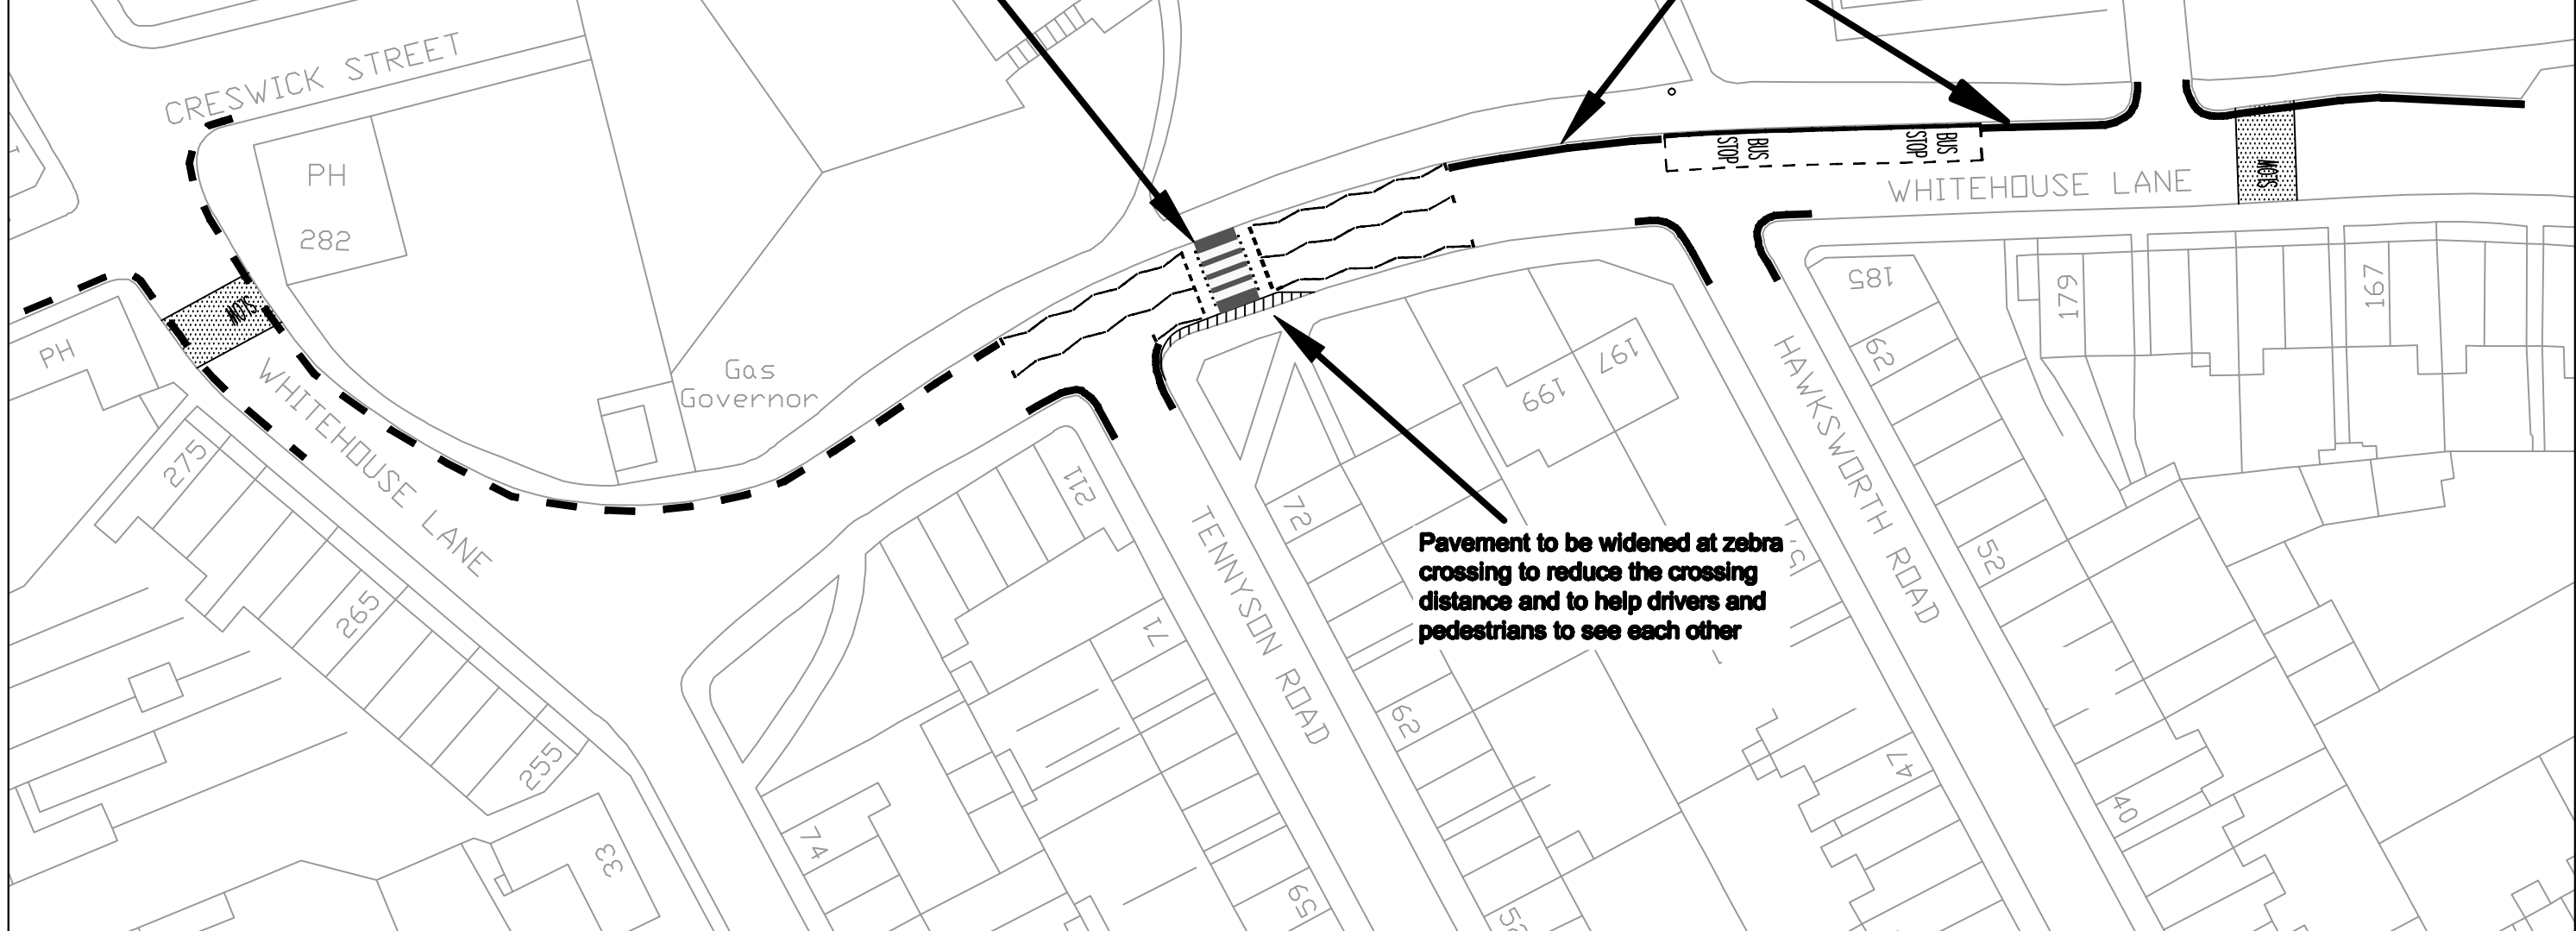 CRESWICK STREET
PH
282
PH
SLOW
WHITEHOUSE LANE
Gas
Governor
275
265
255
33
BUS
STOP
BUS
STOP
WHITEHOUSE LANE
SLOW
185
179
167
62
197
199
211
72
HAWKSWORTH ROAD
TENNYSON ROAD
52
Pavement to be widened at zebra
crossing to reduce the crossing
distance and to help drivers and
pedestrians to see each other
71
62
47
40
74
59